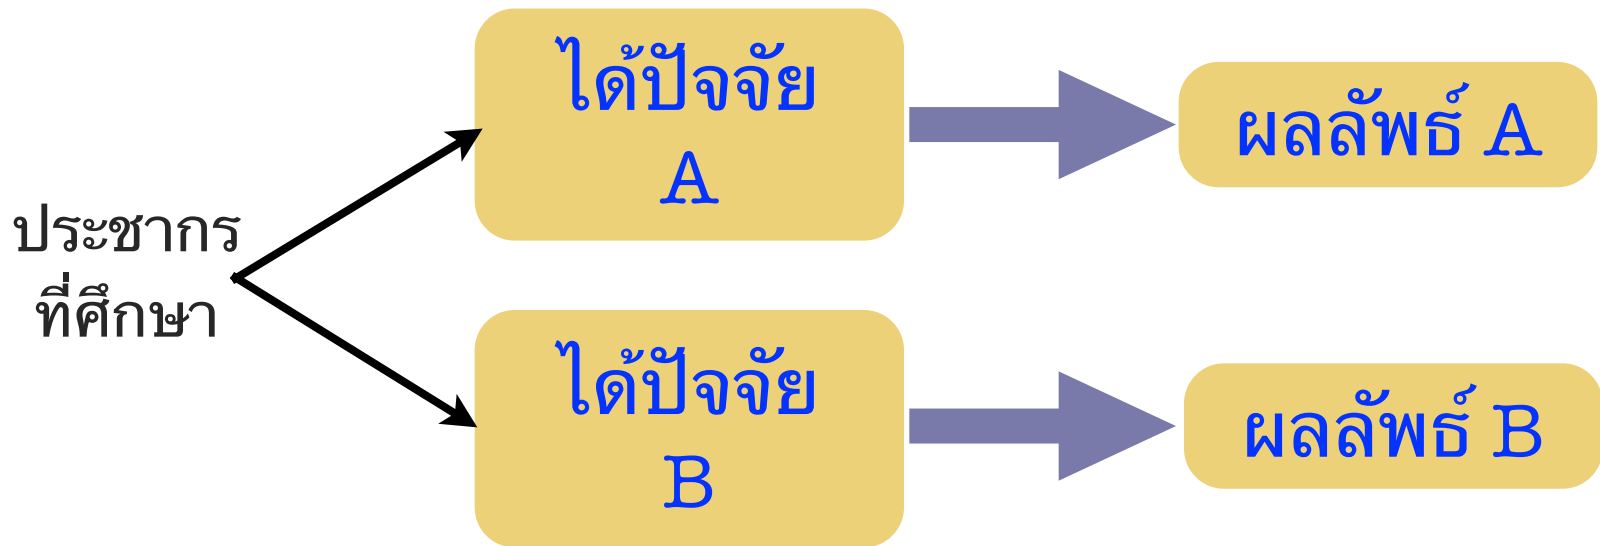 ประชากร
ที่ศึกษา
ได้ปัจจัย
A
ผลลัพธ์ A
ได้ปัจจัย
B
ผลลัพธ์ B